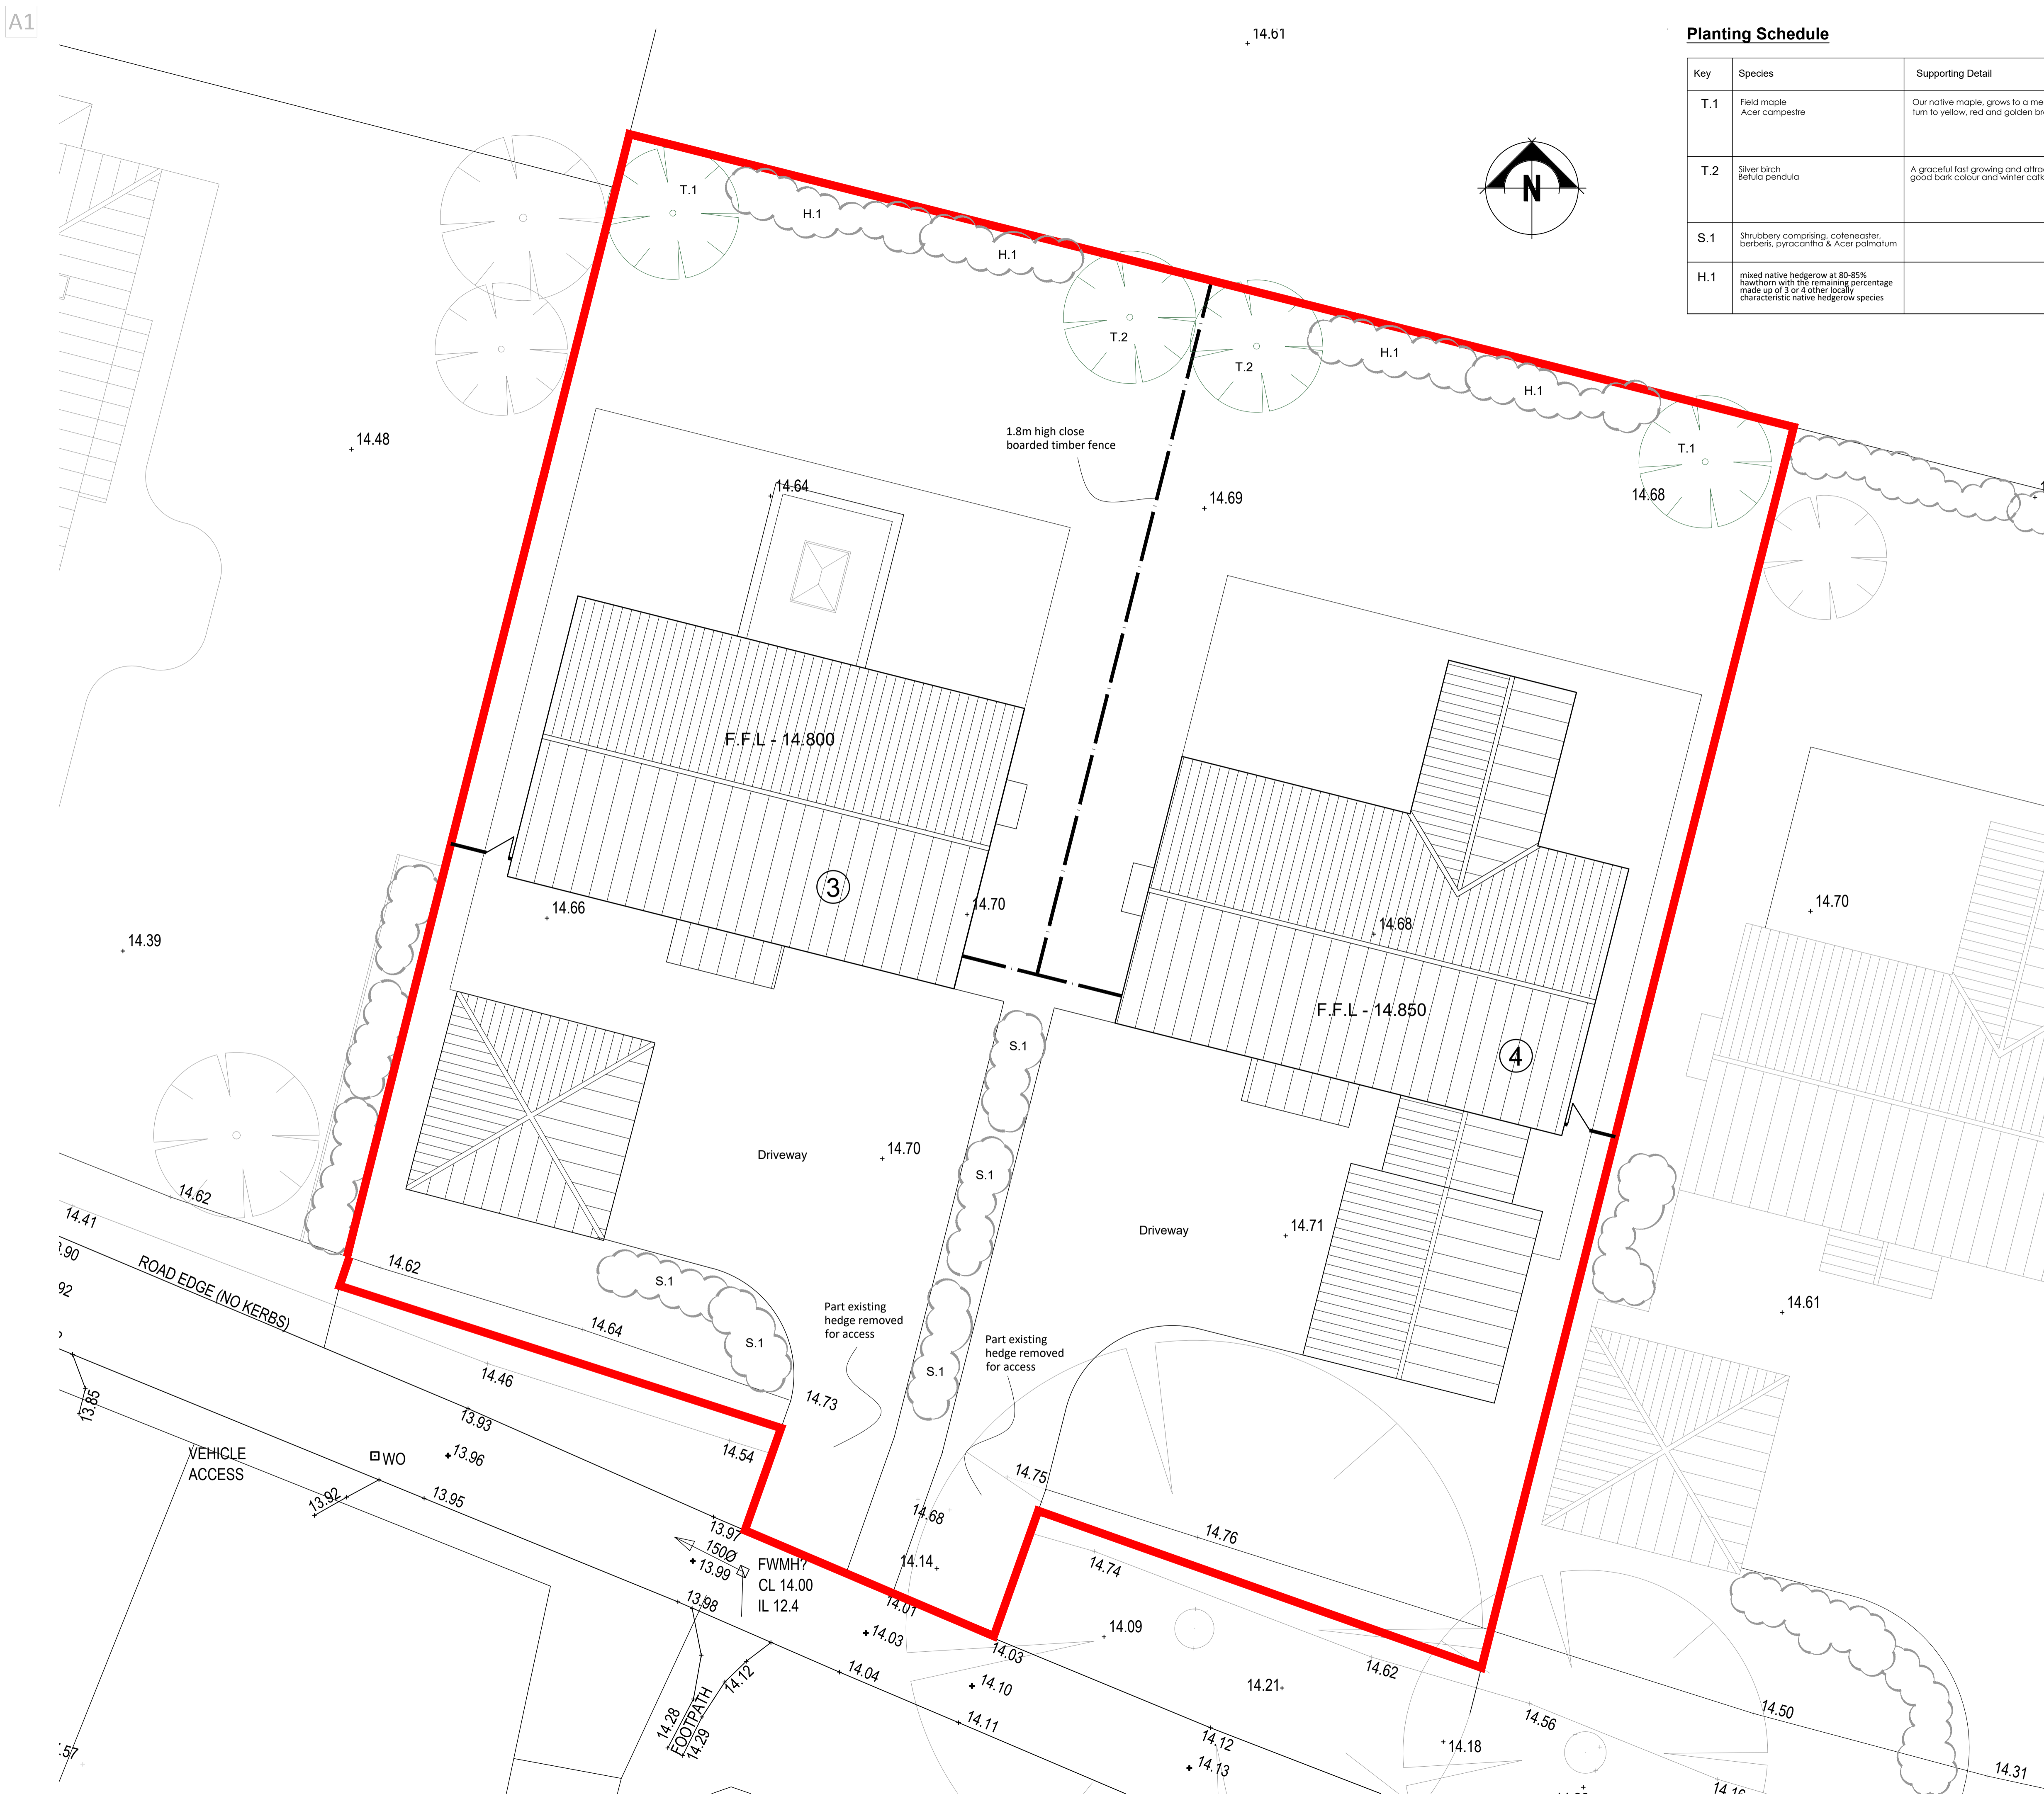 A1
14.61
Planting Schedule
Key Species Supporting Detail
T.1 Field maple
Acer campestre
Our native maple, grows to a
turn to yellow, red and golden
T.2 Silver birch
Betula pendula
A graceful fast growing and
good bark colour and winter
S.1 Shrubbery comprising, coteneaster,
berberis, pyracantha & Acer palmatum
H.1 mixed native hedgerow at 80-85%
hawthorn with the remaining percentage
made up of 3 or 4 other locally
characteristic native hedgerow species
N
T.1
H.1
H.1
T.2
T.2
H.1
H.1
T.1
1.8m high close
boarded timber fence
14.48
14.64
14.69
14.68
F.F.L - 14.800
3
14.66
14.70
14.39
14.68
14.70
F.F.L - 14.850
4
S.1
S.1
S.1
Driveway
14.70
Driveway
14.71
14.61
14.62
14.41
ROAD EDGE (NO KERBS)
14.62
14.64
S.1
S.1
Part existing
hedge removed
for access
Part existing
hedge removed
for access
14.46
14.73
13.85
13.93
13.96
14.54
VEHICLE
ACCESS
WO
13.92
13.95
14.75
14.68
14.76
13.97
150Ø
13.99
FWMH?
CL 14.00
IL 12.4
14.14
14.74
13.98
14.01
14.03
14.09
14.03
14.62
14.04
14.12
14.10
14.21
14.28
FOOTPATH
14.29
14.11
14.12
14.13
14.18
14.56
14.50
14.31